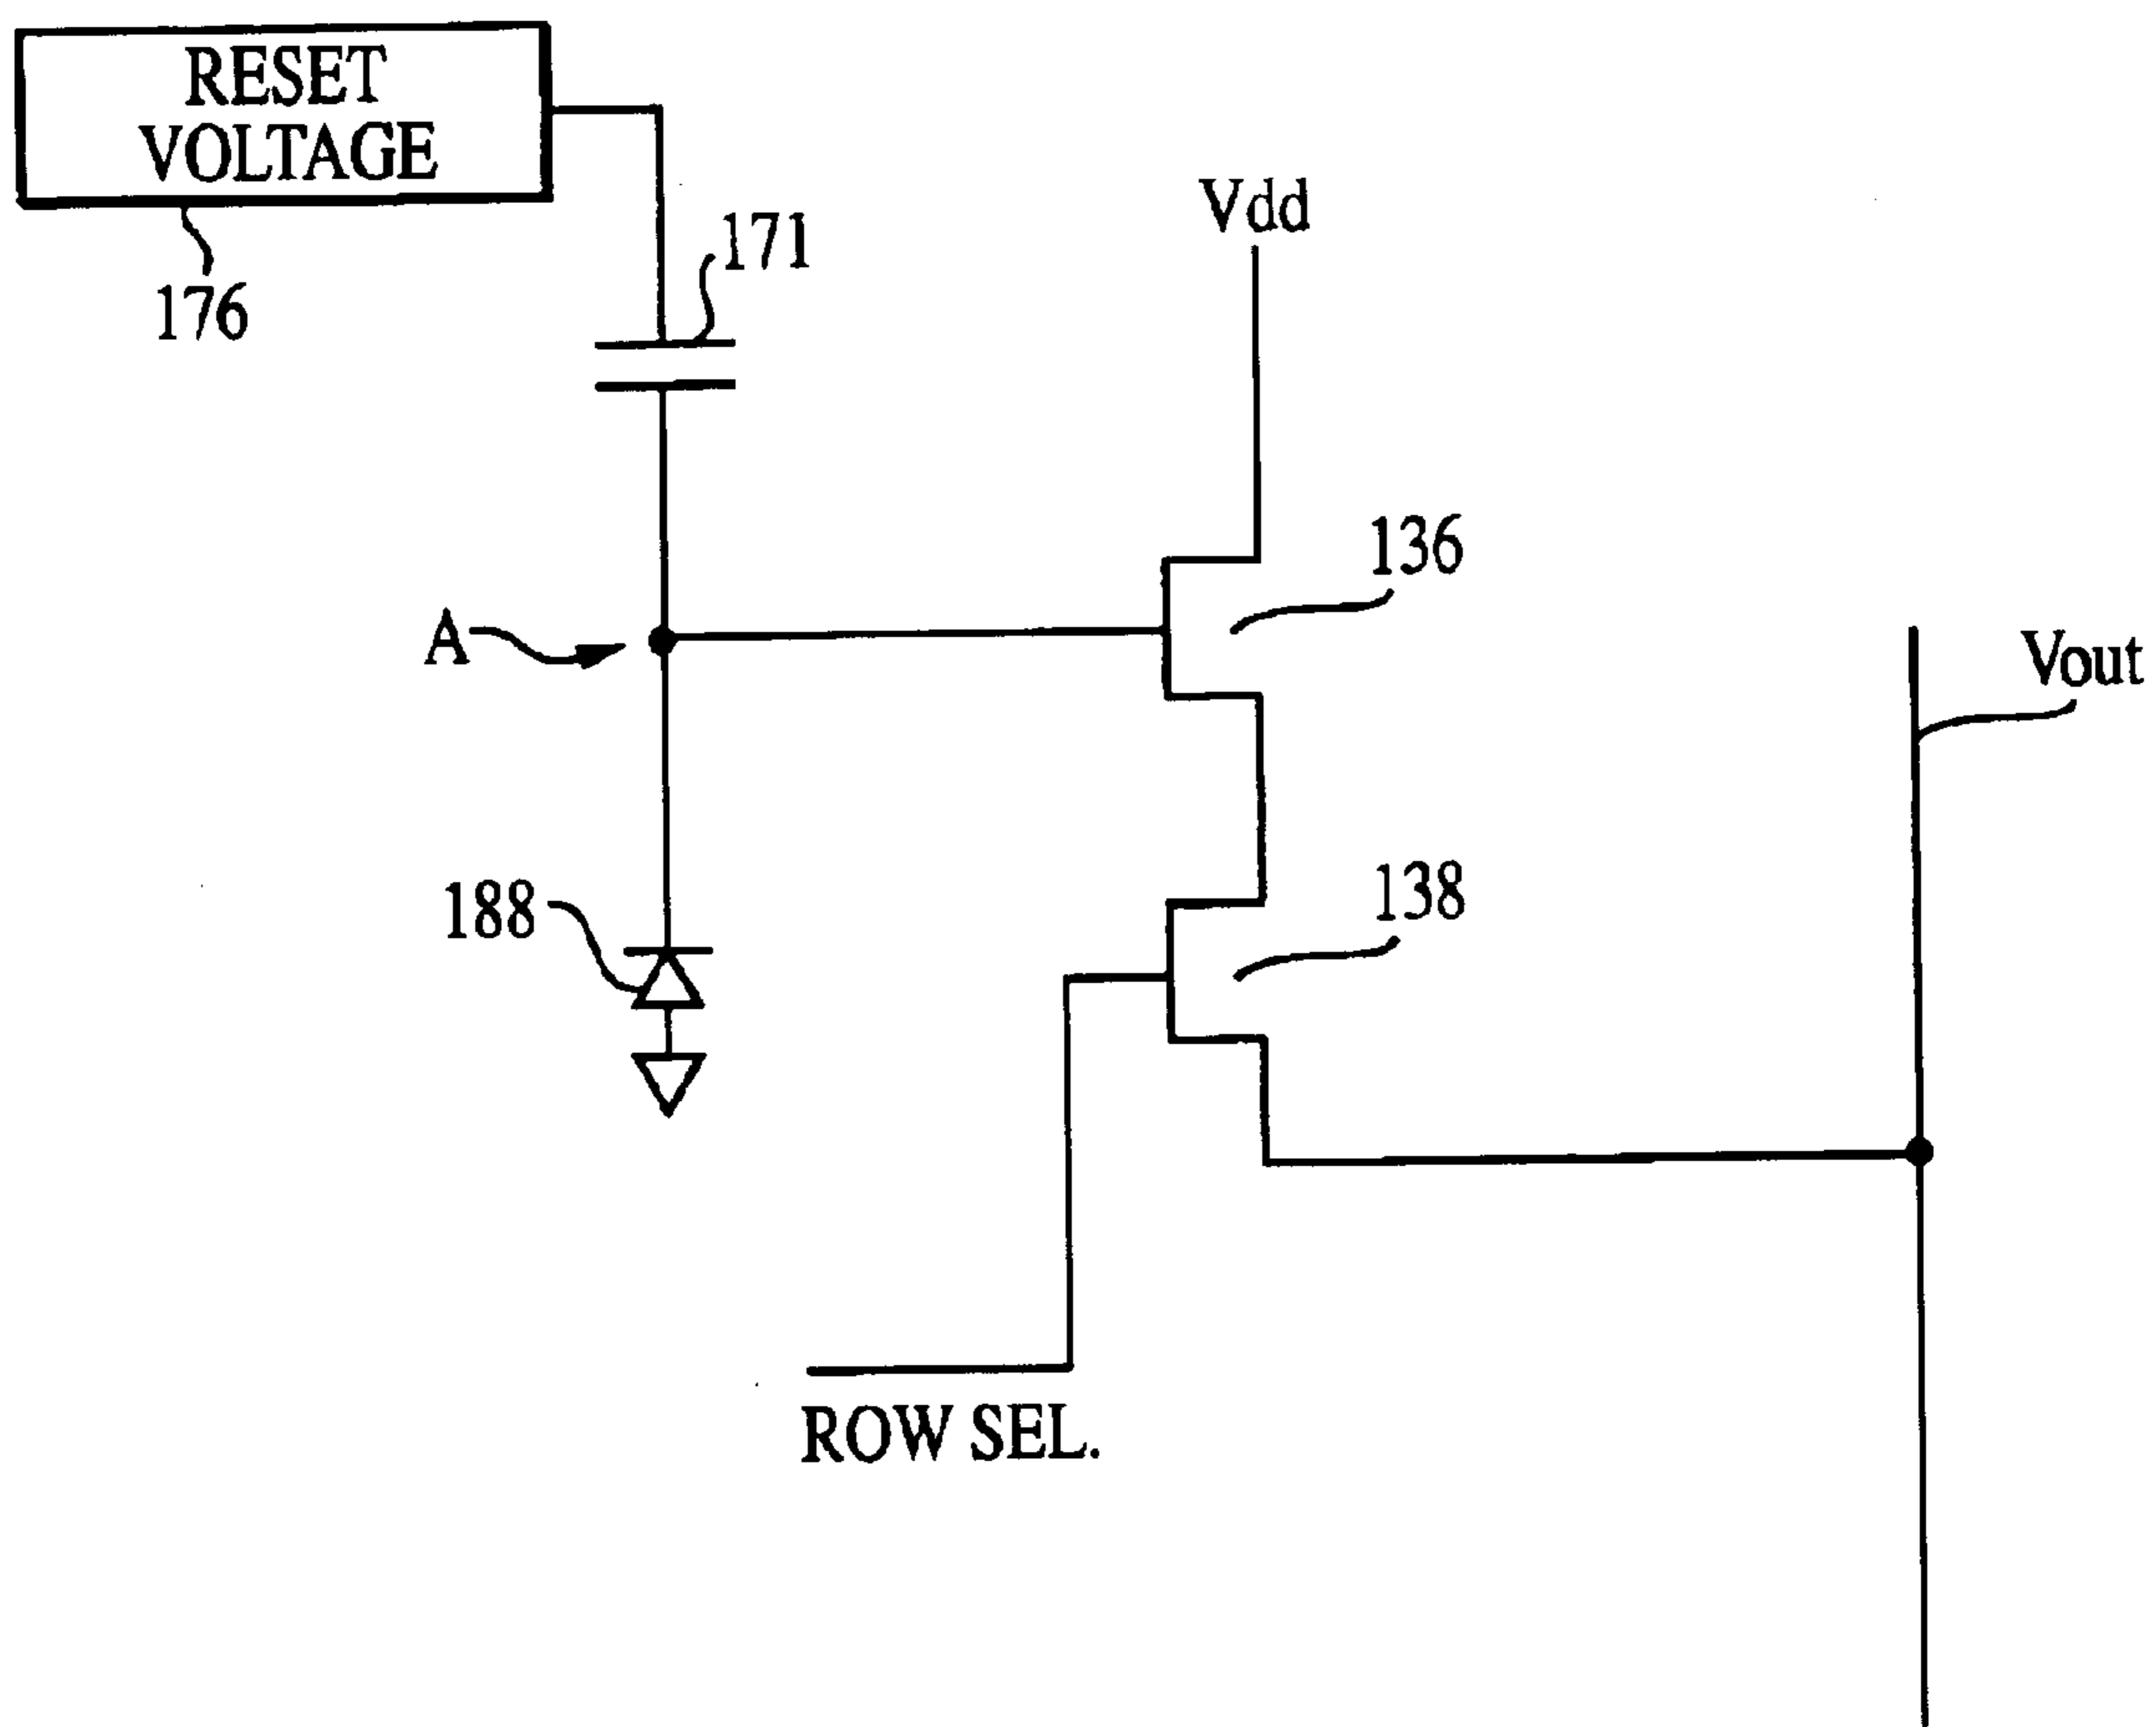 RESET
VOLTAGE
176
171
Vdd
136
A
Vout
188
138
ROW SEL.